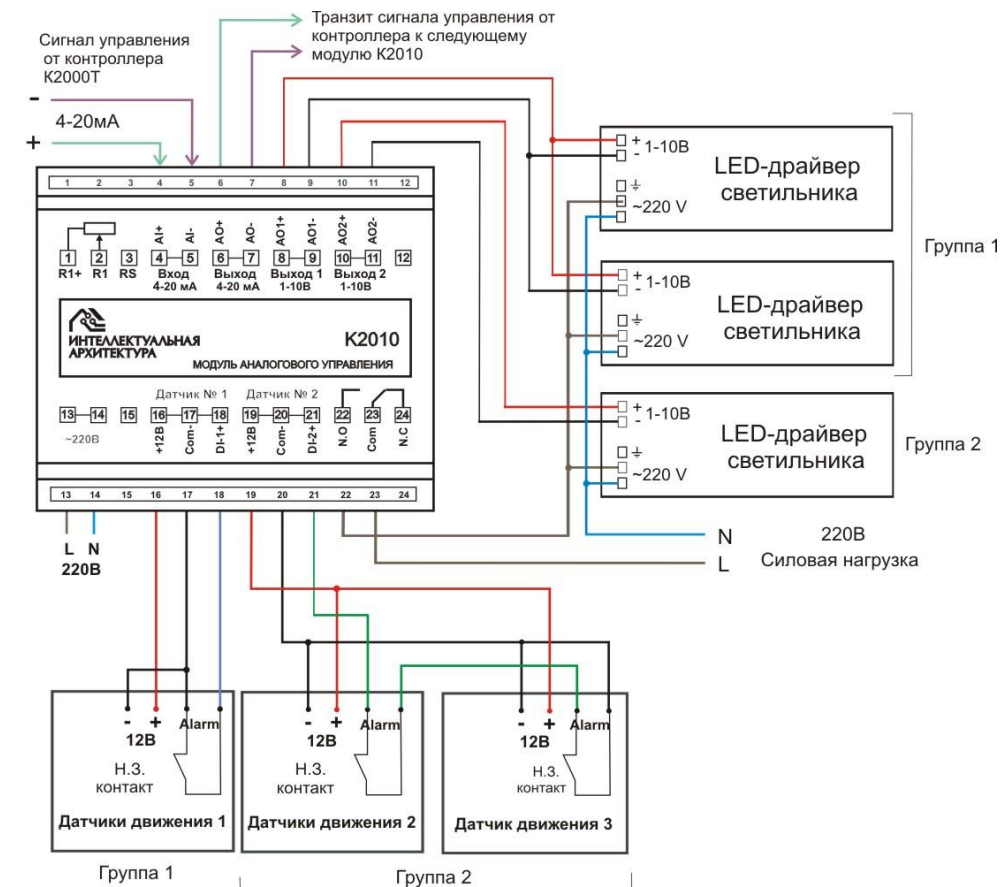 Транзит сигнала управления от
контроллера к следующему
модулю К2010
Сигнал управления
от контроллера
К2000Т
-
4-20мА
+
1 2 3 4 5 6 7 8 9 10 11 12
AI+ AI- AO+ AO- AO1+ AO1- AO2+ AO2-
1 2 3 4 5 6 7 8 9 10 11 12
R1+ R1 RS Вход Выход Выход 1 Выход 2
4-20 мА 4-20 мА 1-10В 1-10В
ИНТЕЛЛЕКТУАЛЬНАЯ
АРХИТЕКТУРА
К2010
МОДУЛЬ АНАЛОГОВОГО УПРАВЛЕНИЯ
Датчик № 1 Датчик № 2
13 14 15 16 17 18 19 20 21 22 23 24
~220В
+12В Com- DI-1+ +12В Com- DI-2+ N.O Com N.C
13 14 15 16 17 18 19 20 21 22 23 24
L N
220В
+ 1-10В
-
~220 V
LED-драйвер
светильника
+ 1-10В
-
~220 V
LED-драйвер
светильника
Группа 1
+ 1-10В
-
~220 V
LED-драйвер
светильника
Группа 2
N 220В
L Силовая нагрузка
- + Alarm
12В
Н.З.
контакт
Датчики движения 1
- + Alarm
12В
Н.З.
контакт
Датчики движения 2
- + Alarm
12В
Н.З.
контакт
Датчик движения 3
Группа 1
Группа 2